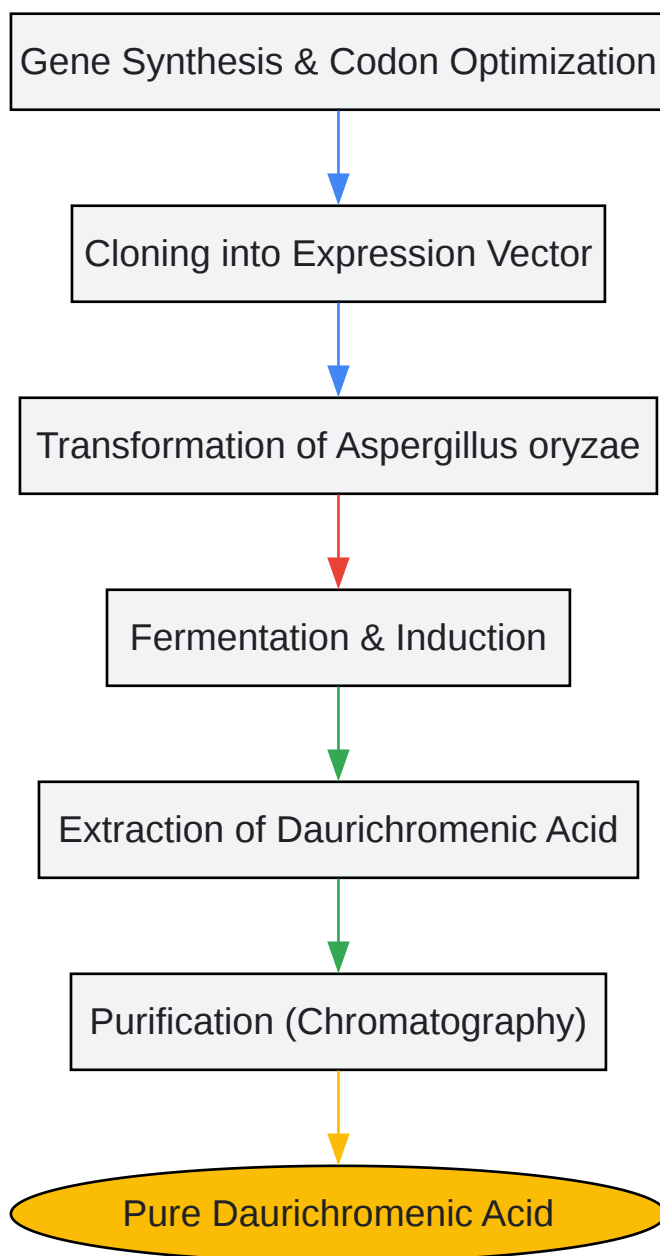 Gene Synthesis & Codon Optimization
Cloning into Expression Vector
Transformation of Aspergillus oryzae
Fermentation & Induction
Extraction of Daurichromenic Acid
Purification (Chromatography)
Pure Daurichromenic Acid